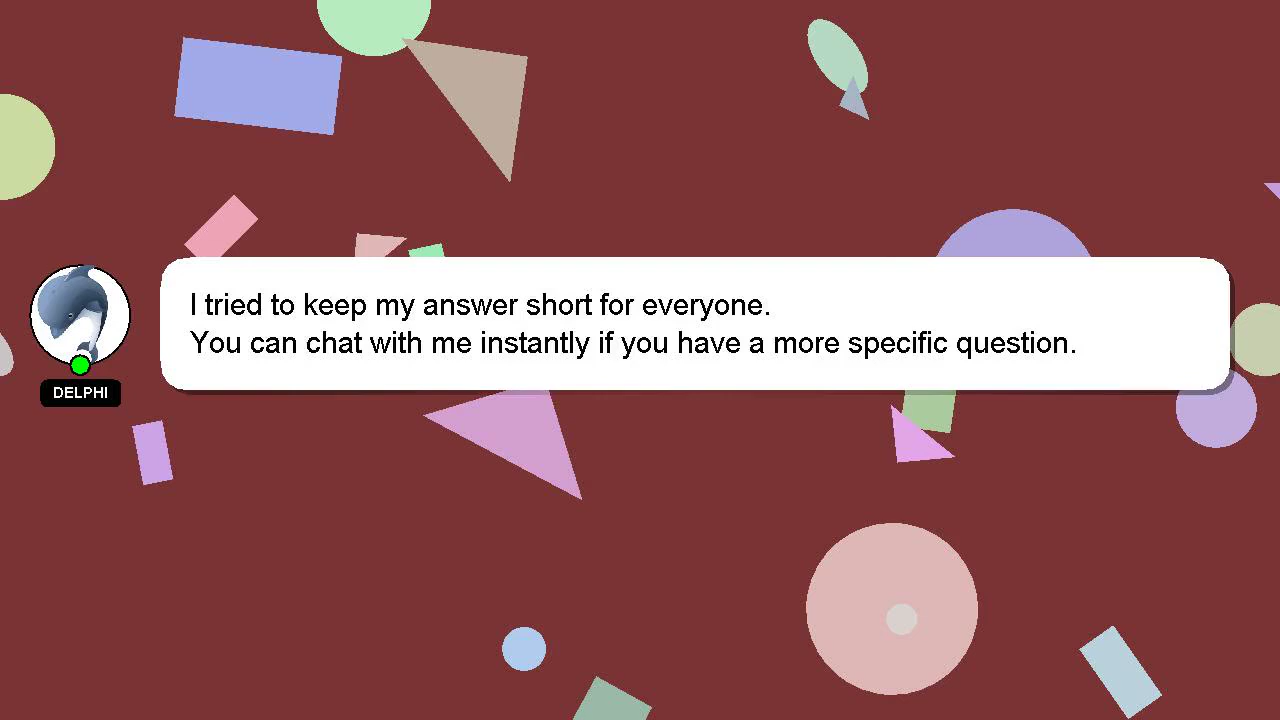 I tried to keep my answer short for everyone.
You can chat with me instantly if you have a more specific question.
DELPHI